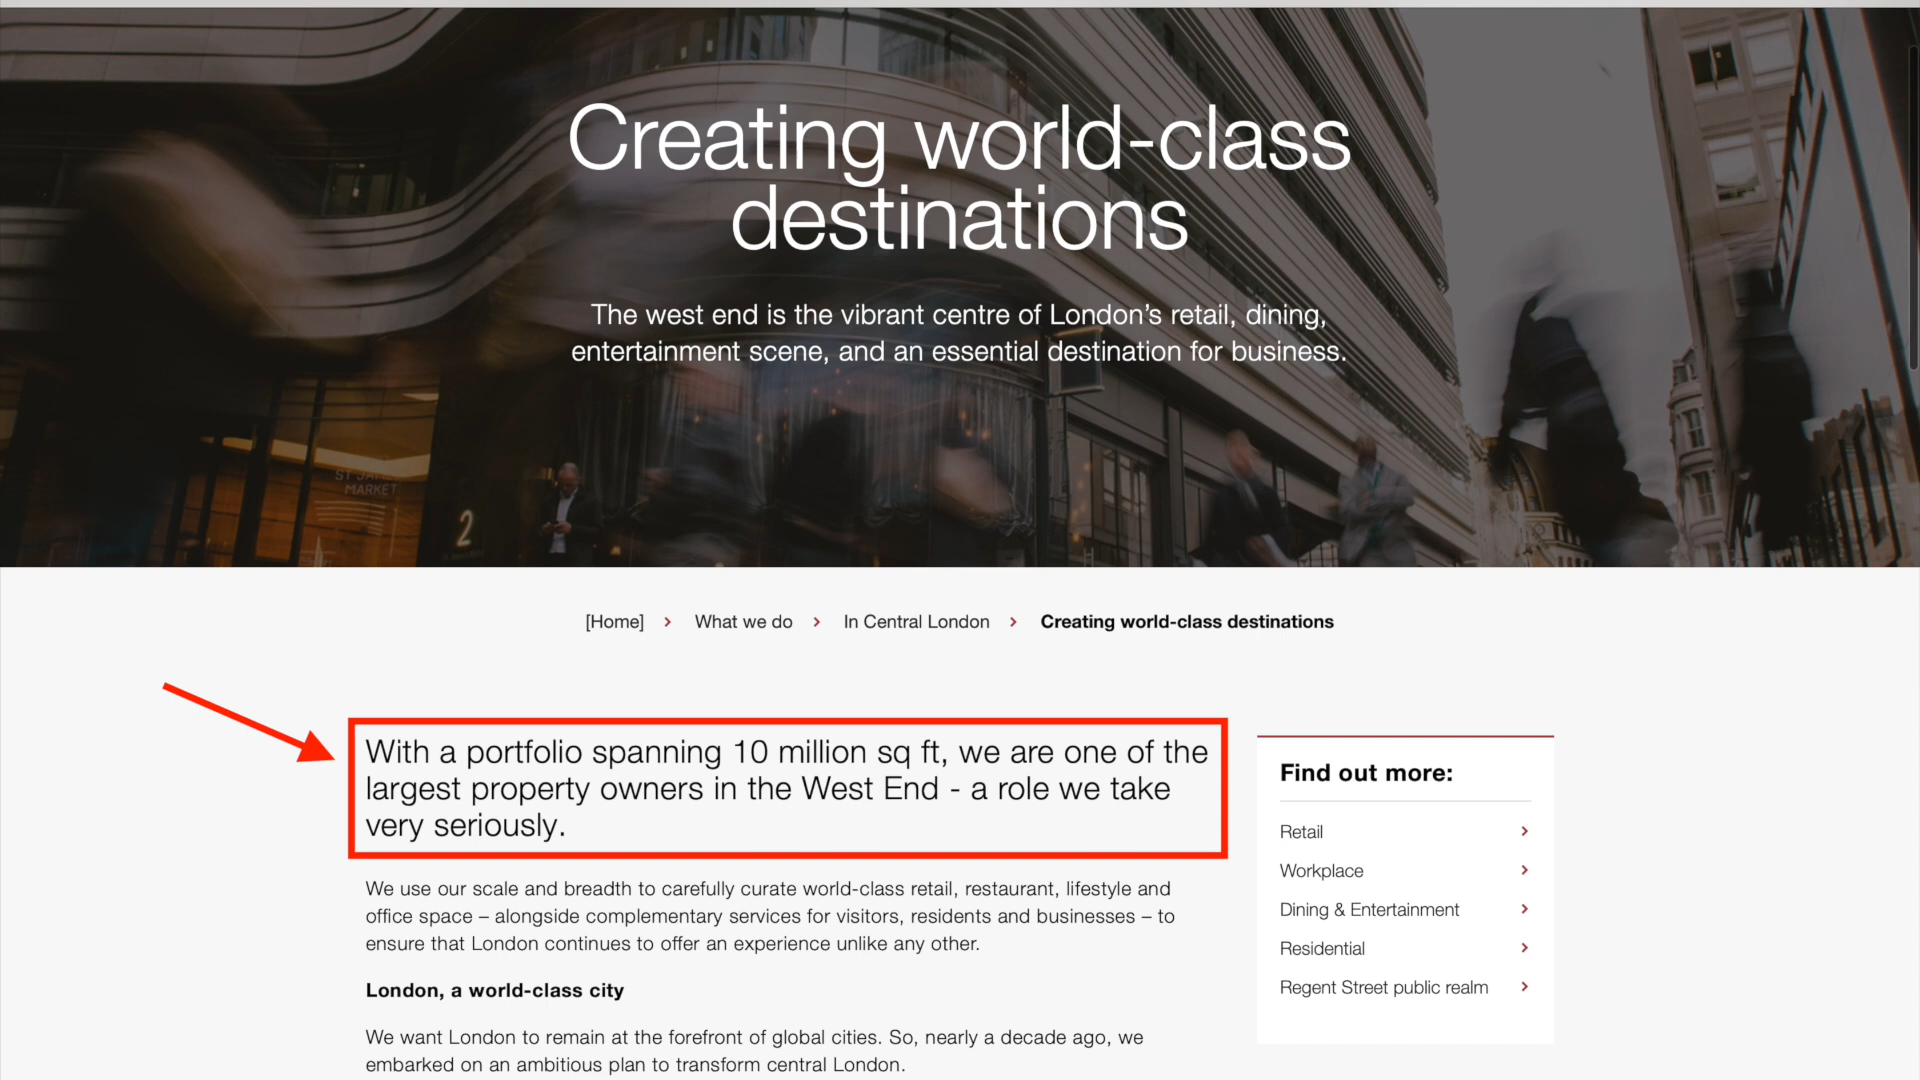 Creating world-class
destinations
The west end is the vibrant centre of London’s retail, dining,
entertainment scene, and an essential destination for business.
MARKET
2
[Home] > What we do > In Central London > Creating world-class destinations
With a portfolio spanning 10 million sq ft, we are one of the
largest property owners in the West End - a role we take
very seriously.
We use our scale and breadth to carefully curate world-class retail, restaurant, lifestyle and
office space – alongside complementary services for visitors, residents and businesses – to
ensure that London continues to offer an experience unlike any other.
London, a world-class city
We want London to remain at the forefront of global cities. So, nearly a decade ago, we
embarked on an ambitious plan to transform central London.
Find out more:
Retail
Workplace
Dining & Entertainment
Residential
Regent Street public realm